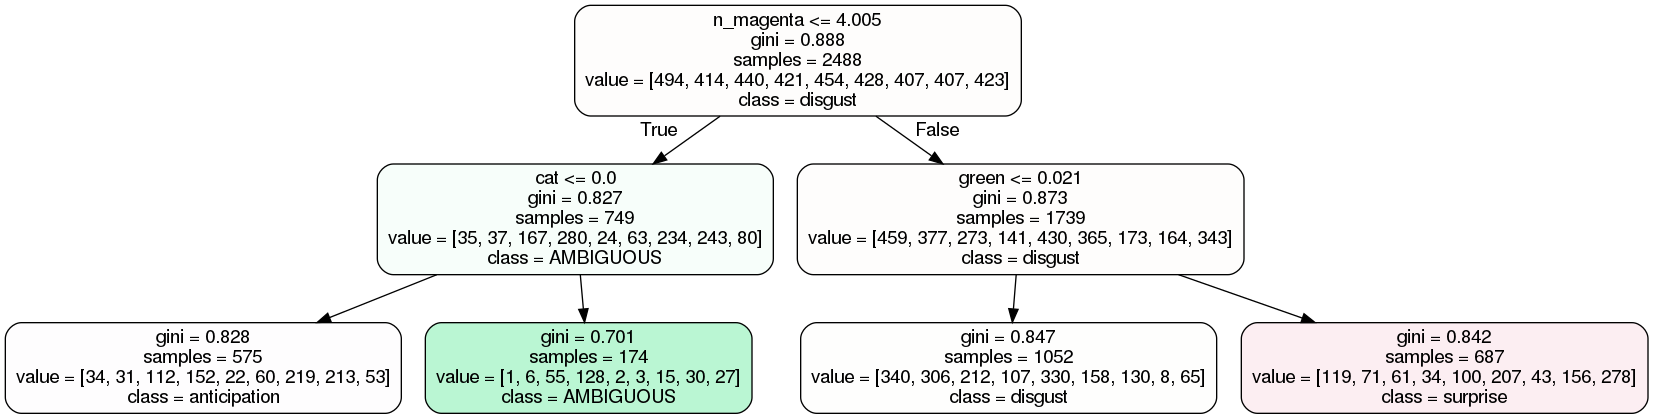 n_magenta <= 4.005
gini = 0.888
samples = 2488
value = [494, 414, 440, 421, 454, 428, 407, 407, 423]
class = disgust
True
False
cat <= 0.0
gini = 0.827
samples = 749
value = [35, 37, 167, 280, 24, 63, 234, 243, 80]
class = AMBIGUOUS
green <= 0.021
gini = 0.873
samples = 1739
value = [459, 377, 273, 141, 430, 365, 173, 164, 343]
class = disgust
gini = 0.828
samples = 575
value = [34, 31, 112, 152, 22, 60, 219, 213, 53]
class = anticipation
gini = 0.701
samples = 174
value = [1, 6, 55, 128, 2, 3, 15, 30, 27]
class = AMBIGUOUS
gini = 0.847
samples = 1052
value = [340, 306, 212, 107, 330, 158, 130, 8, 65]
class = disgust
gini = 0.842
samples = 687
value = [119, 71, 61, 34, 100, 207, 43, 156, 278]
class = surprise